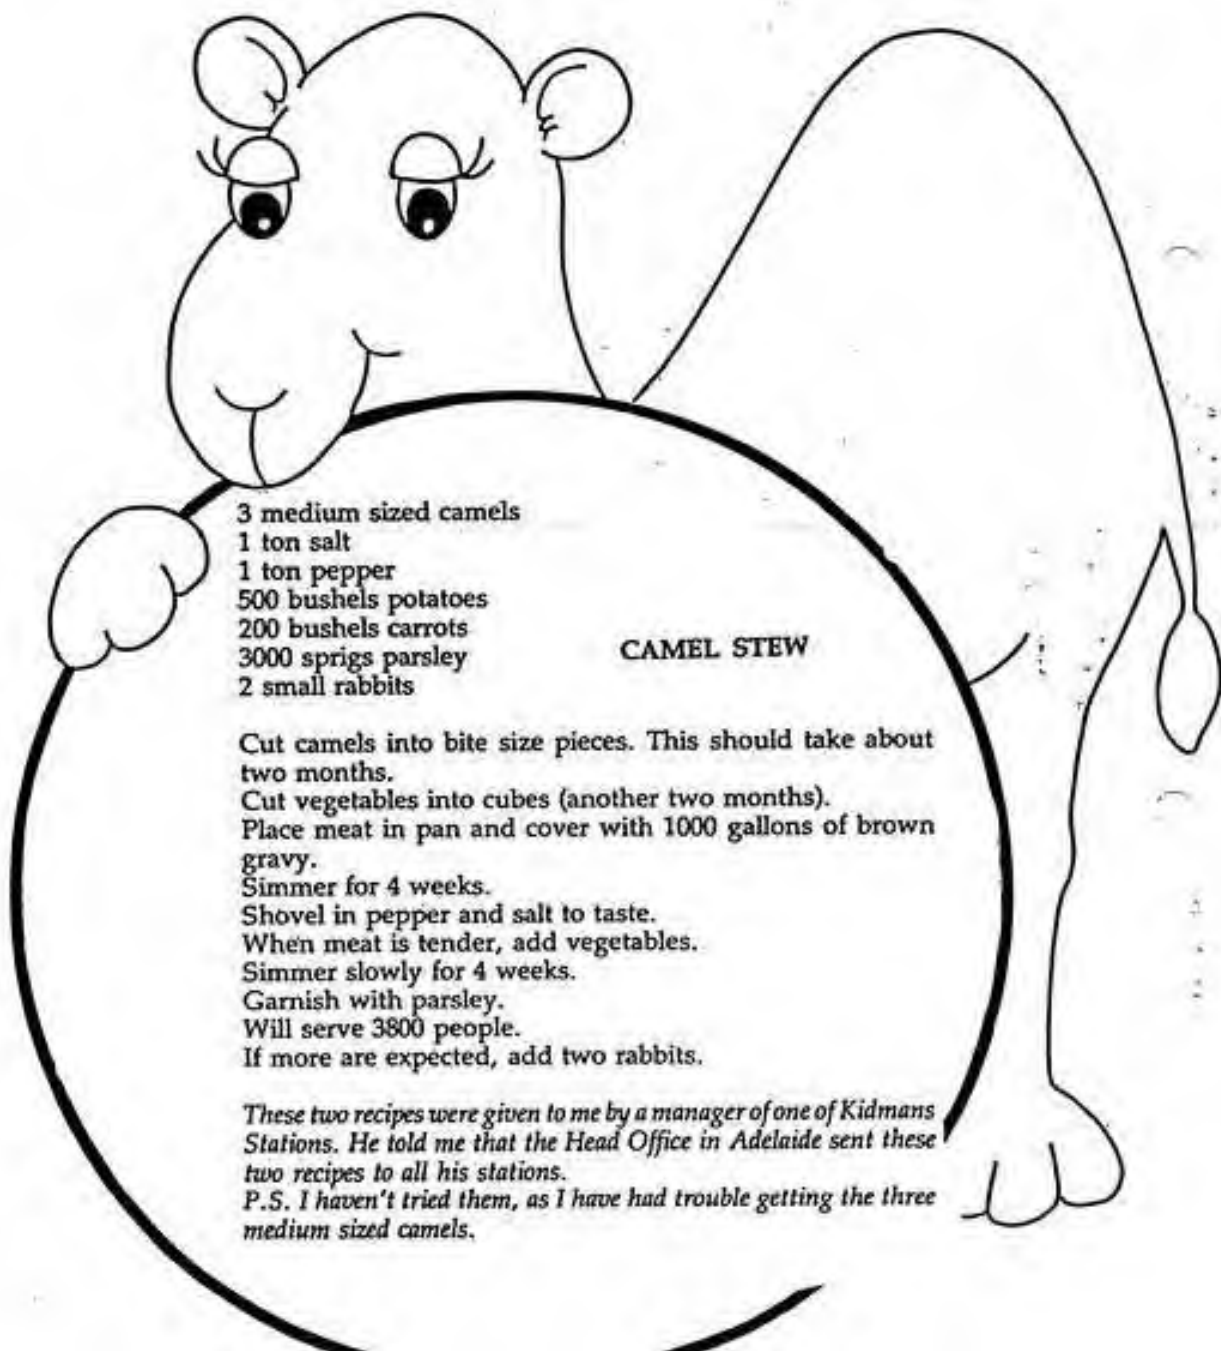 3 medium sized camels
1 ton salt
1 ton pepper
500 bushels potatoes
200 bushels carrots
3000 sprigs parsley
2 small rabbits
CAMEL STEW
Cut camels into bite size pieces. This should take about
two months.
Cut vegetables into cubes (another two months).
Place meat in pan and cover with 1000 gallons of brown
gravy.
Simmer for 4 weeks.
Shovel in pepper and salt to taste.
When meat is tender, add vegetables.
Simmer slowly for 4 weeks.
Garnish with parsley.
Will serve 3800 people.
If more are expected, add two rabbits.
These two recipes were given to me by a manager of one of Kidmans
Stations. He told me that the Head Office in Adelaide sent these
two recipes to all his stations.
P.S. I haven't tried them, as I have had trouble getting the three
medium sized camels.